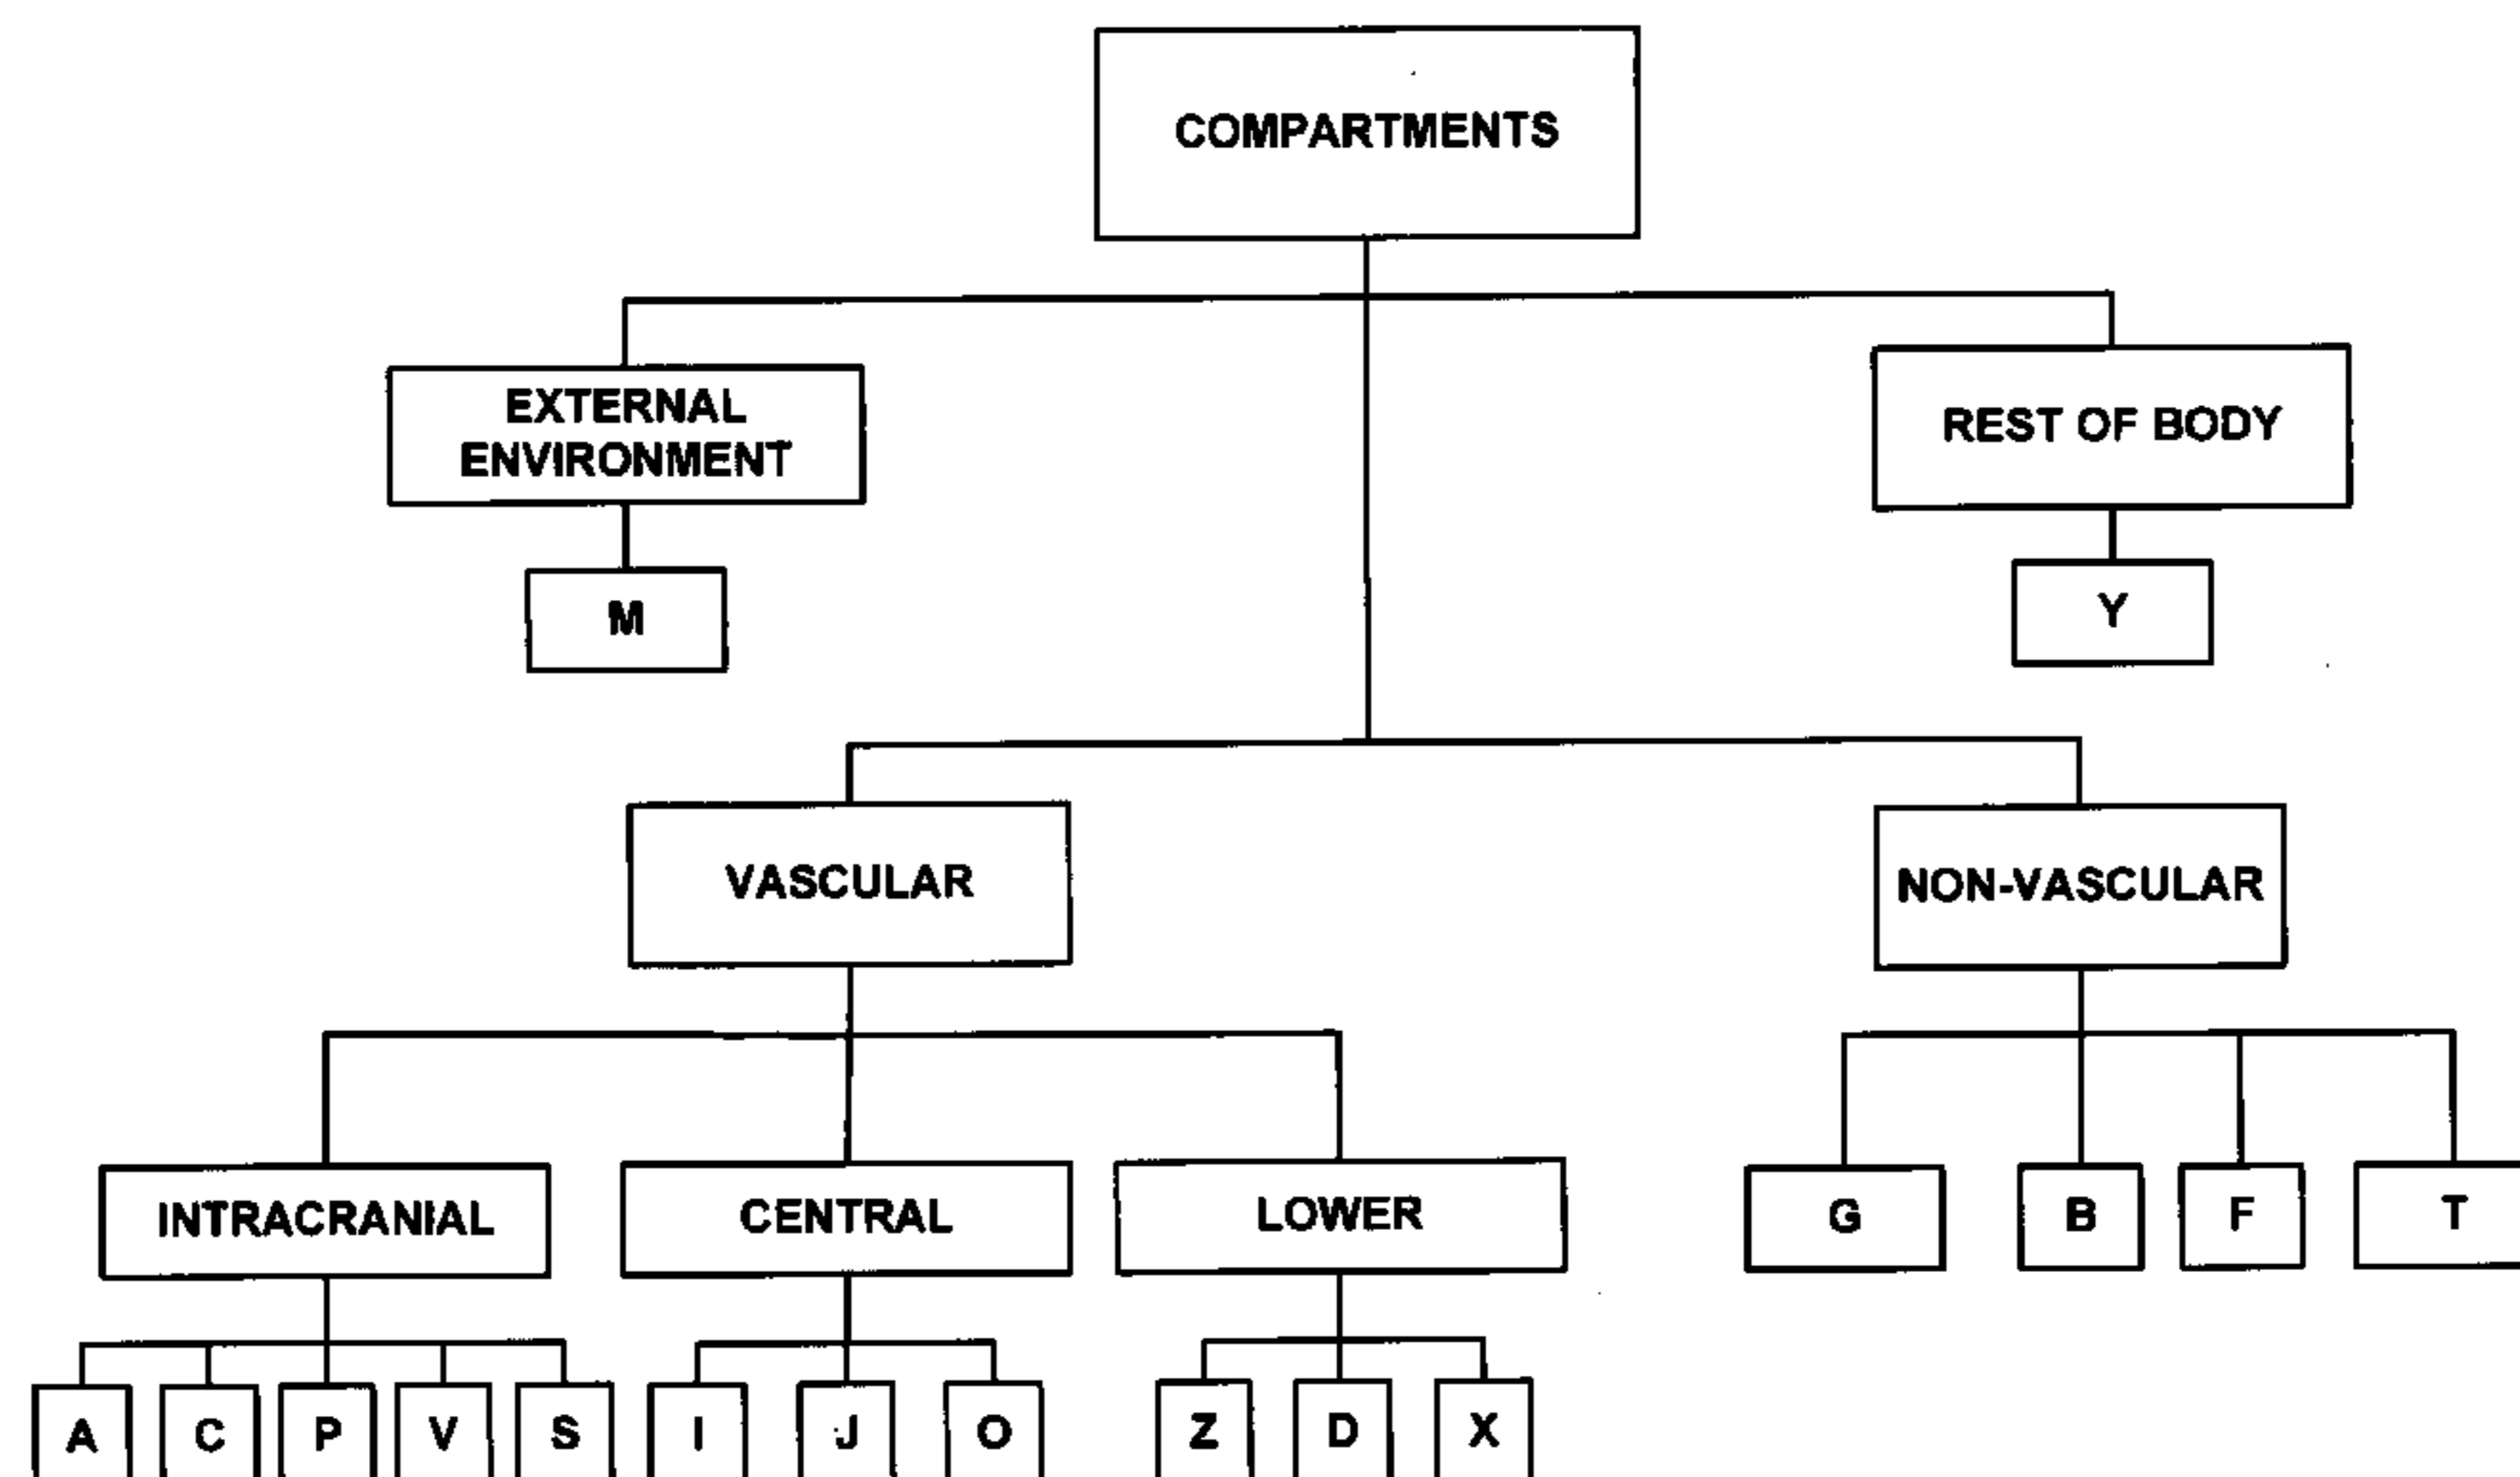 COMPARTMENTS
EXTERNAL
ENVIRONMENT
REST OF BODY
M
Y
VASCULAR
NON-VASCULAR
INTRACRANIAL
CENTRAL
LOWER
G
B
F
T
A
C
P
V
S
I
J
O
Z
D
X